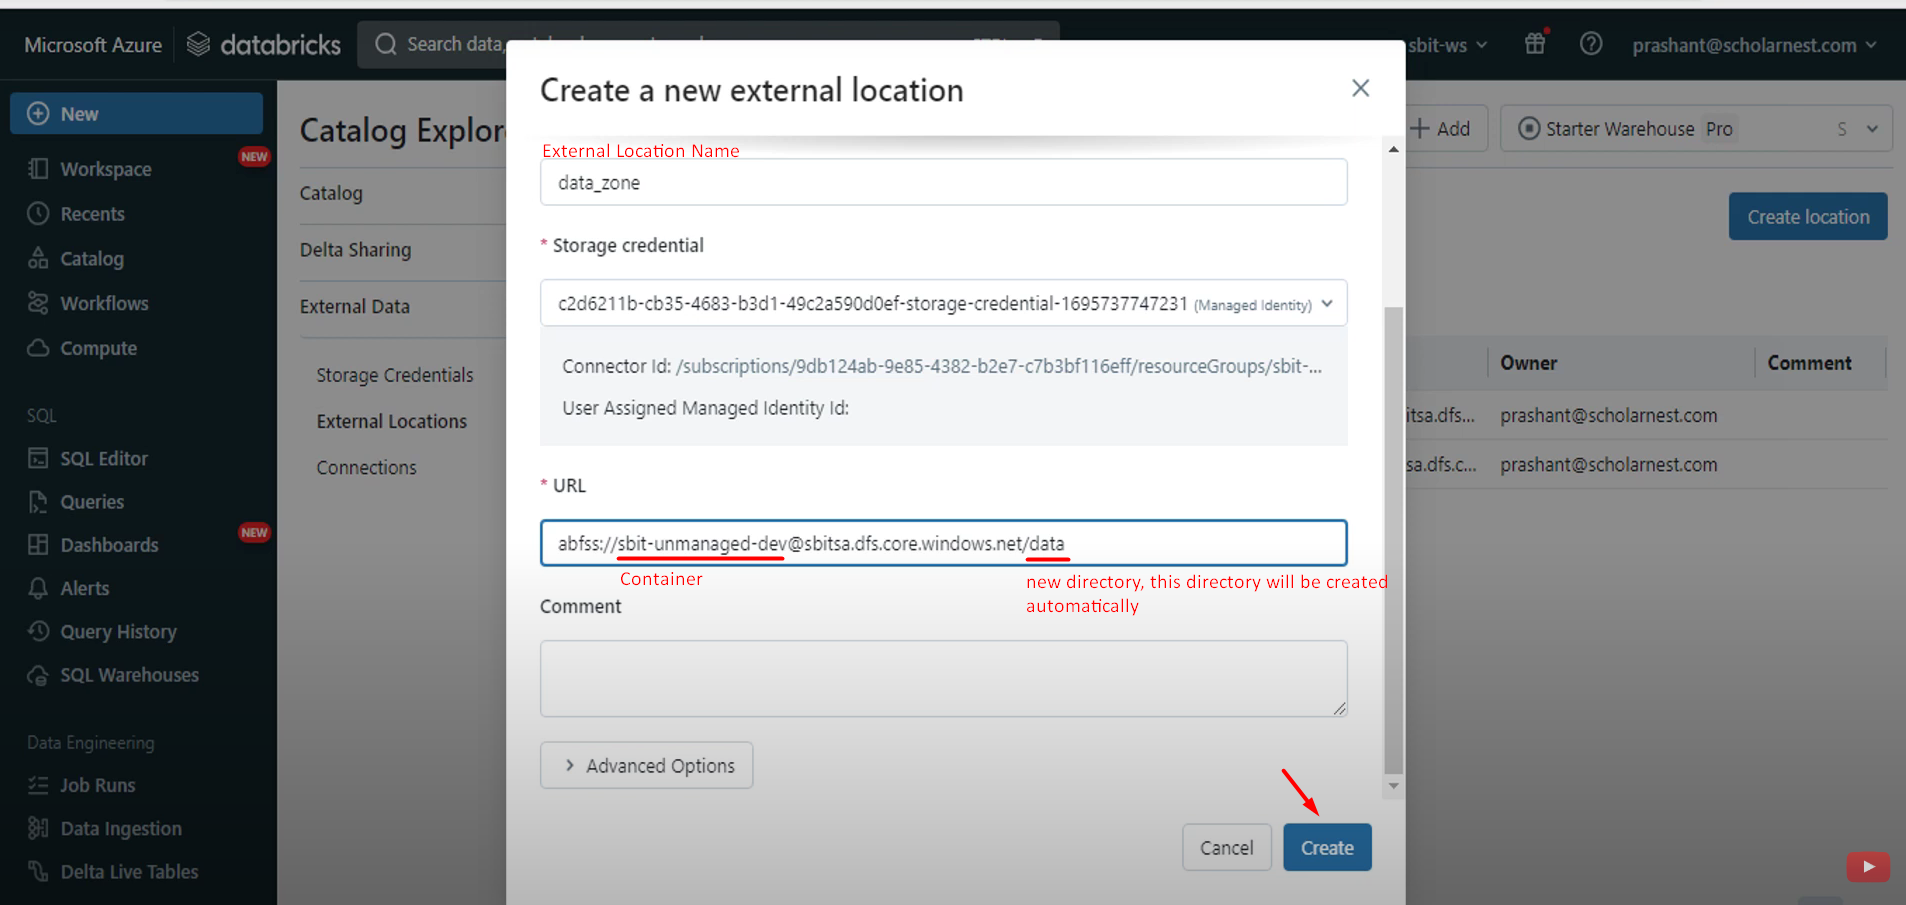 Microsoft Azure
databricks
Search data,
sbit-ws
prashant@scholarnest.com
New
Workspace
NEW
Recents
Catalog
Workflows
Compute
SQL
SQL Editor
Queries
Dashboards
NEW
Alerts
Query History
SQL Warehouses
Data Engineering
Job Runs
Data Ingestion
Delta Live Tables
Catalog Explor
Catalog
Delta Sharing
External Data
Storage Credentials
External Locations
Connections
Create a new external location
External Location Name
data_zone
* Storage credential
c2d6211b-cb35-4683-b3d1-49c2a590d0ef-storage-credential-1695737747231 (Managed Identity)
Connector Id: /subscriptions/9db124ab-9e85-4382-b2e7-c7b3bf116eff/resourceGroups/sbit-...
User Assigned Managed Identity Id:
* URL
abfss://sbit-unmanaged-dev@sbitsa.dfs.core.windows.net/data
Container
new directory, this directory will be created
automatically
Comment
Advanced Options
Cancel
Create
Add
Starter Warehouse Pro S
Create location
Owner
Comment
itsa.dfs... prashant@scholarnest.com
sa.dfs.c... prashant@scholarnest.com